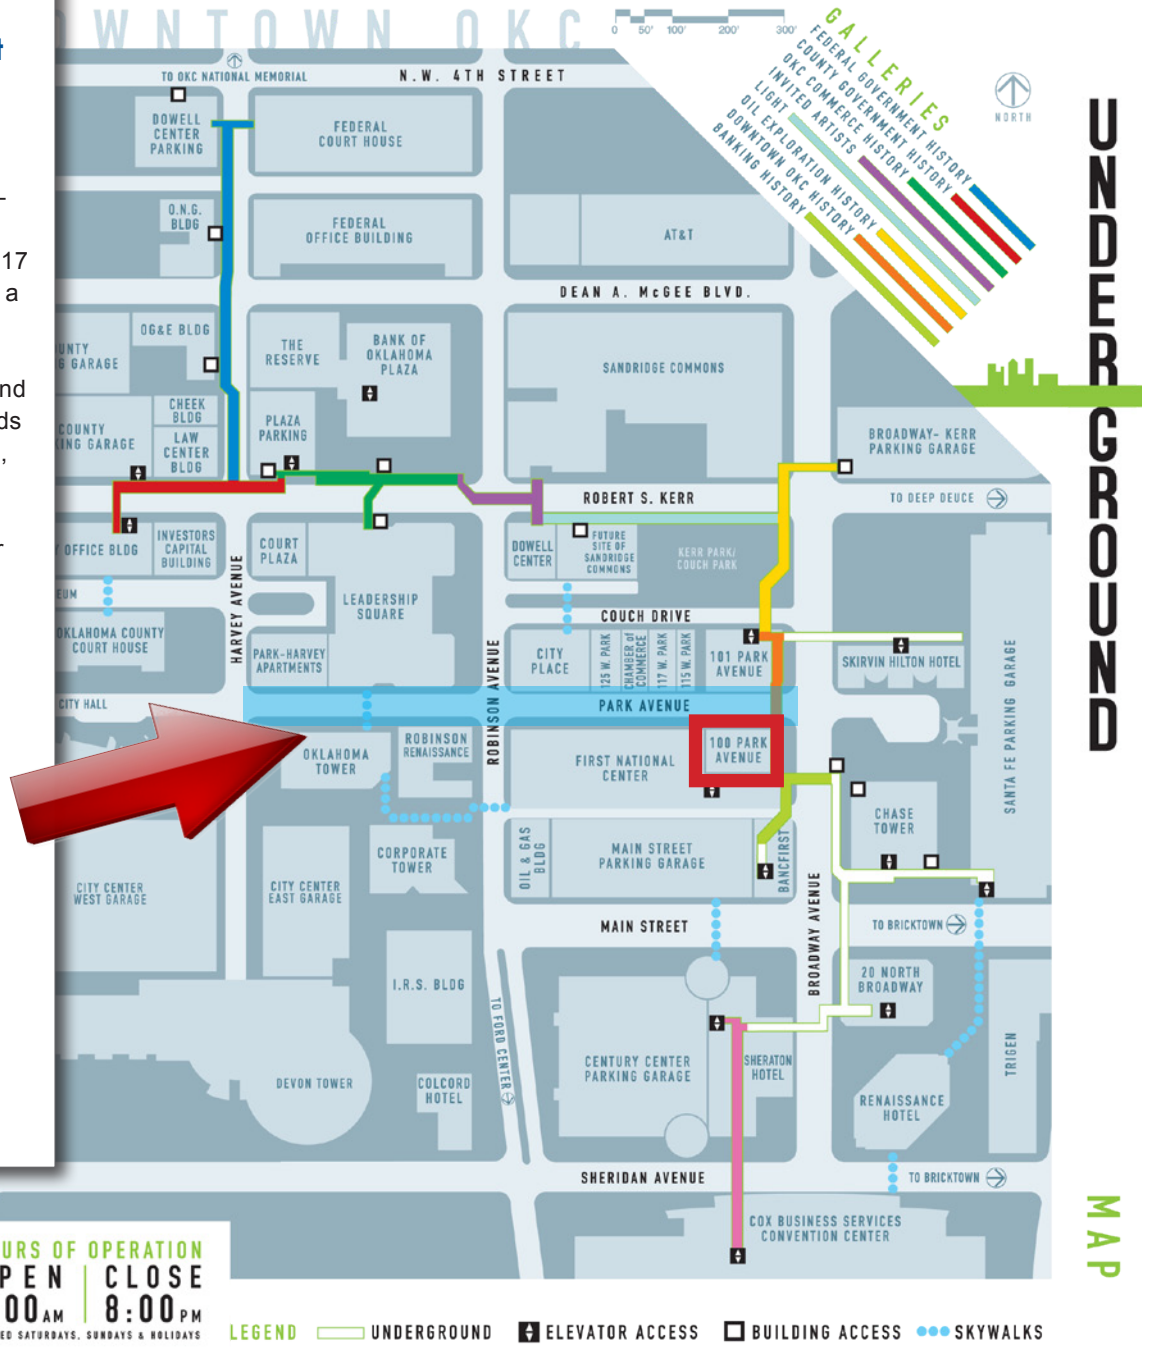 DOWNTOWN OKC
0 50' 100' 200' 300'
GALLERIES
FEDERAL GOVERNMENT HISTORY
COUNTY GOVERNMENT HISTORY
OKC COMMERCE HISTORY
INVITED ARTISTS
LIGHT
OIL EXPLORATION HISTORY
DOWNTOWN OKC HISTORY
BANKING HISTORY
NORTH
UNDERGROUND
MAP
17
a
nd
ds
TO OKC NATIONAL MEMORIAL
N.W. 4TH STREET
DOWELL
CENTER
PARKING
FEDERAL
COURT HOUSE
O.N.G.
BLDG
FEDERAL
OFFICE BUILDING
AT&T
DEAN A. McGEE BLVD.
OG&E BLDG
UNTY
G GARAGE
THE
RESERVE
BANK OF
OKLAHOMA
PLAZA
SANDRIDGE COMMONS
CHEEK
BLDG
COUNTY
KING GARAGE
LAW
CENTER
BLDG
PLAZA
PARKING
BROADWAY- KERR
PARKING GARAGE
ROBERT S. KERR
TO DEEP DEUCE
Y OFFICE BLDG
INVESTORS
CAPITAL
BUILDING
COURT
PLAZA
DOWELL
CENTER
FUTURE
SITE OF
SANDRIDGE
COMMONS
KERR PARK/
COUCH PARK
EUM
HARVEY AVENUE
LEADERSHIP
SQUARE
COUCH DRIVE
OKLAHOMA COUNTY
COURT HOUSE
PARK-HARVEY
APARTMENTS
ROBINSON AVENUE
CITY
PLACE
125 W. PARK
CHAMBER of
COMMERCE
117 W. PARK
115 W. PARK
101 PARK
AVENUE
SKIRVIN HILTON HOTEL
SANTA FE PARKING GARAGE
CITY HALL
PARK AVENUE
OKLAHOMA
TOWER
ROBINSON
RENAISSANCE
FIRST NATIONAL
CENTER
100 PARK
AVENUE
CHASE
TOWER
CITY CENTER
WEST GARAGE
CITY CENTER
EAST GARAGE
CORPORATE
TOWER
OIL & GAS
BLDG
MAIN STREET
PARKING GARAGE
BANCFIRST
BROADWAY AVENUE
MAIN STREET
TO BRICKTOWN
I.R.S. BLDG
20 NORTH
BROADWAY
TO FORD CENTER
DEVON TOWER
COLCORD
HOTEL
CENTURY CENTER
PARKING GARAGE
SHERATON
HOTEL
RENAISSANCE
HOTEL
TRIGEN
SHERIDAN AVENUE
TO BRICKTOWN
COX BUSINESS SERVICES
CONVENTION CENTER
URS OF OPERATION
PEN CLOSE
00 AM 8:00 PM
ED SATURDAYS, SUNDAYS & HOLIDAYS
LEGEND UNDERGROUND ELEVATOR ACCESS BUILDING ACCESS SKYWALKS